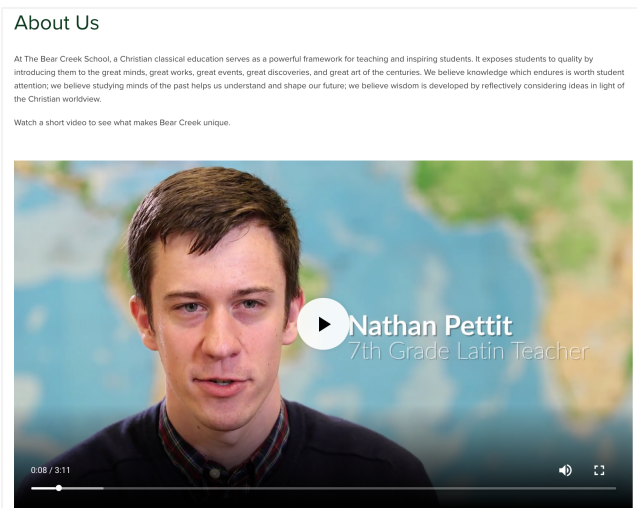 About Us
At The Bear Creek School, a Christian classical education serves as a powerful framework for teaching and inspiring students. It exposes students to quality by
introducing them to the great minds, great works, great events, great discoveries, and great art of the centuries. We believe knowledge which endures is worth student
attention; we believe studying minds of the past helps us understand and shape our future; we believe wisdom is developed by reflectively considering ideas in light of
the Christian worldview.
Watch a short video to see what makes Bear Creek unique.
Nathan Pettit
7th Grade Latin Teacher
0:08 / 3:11